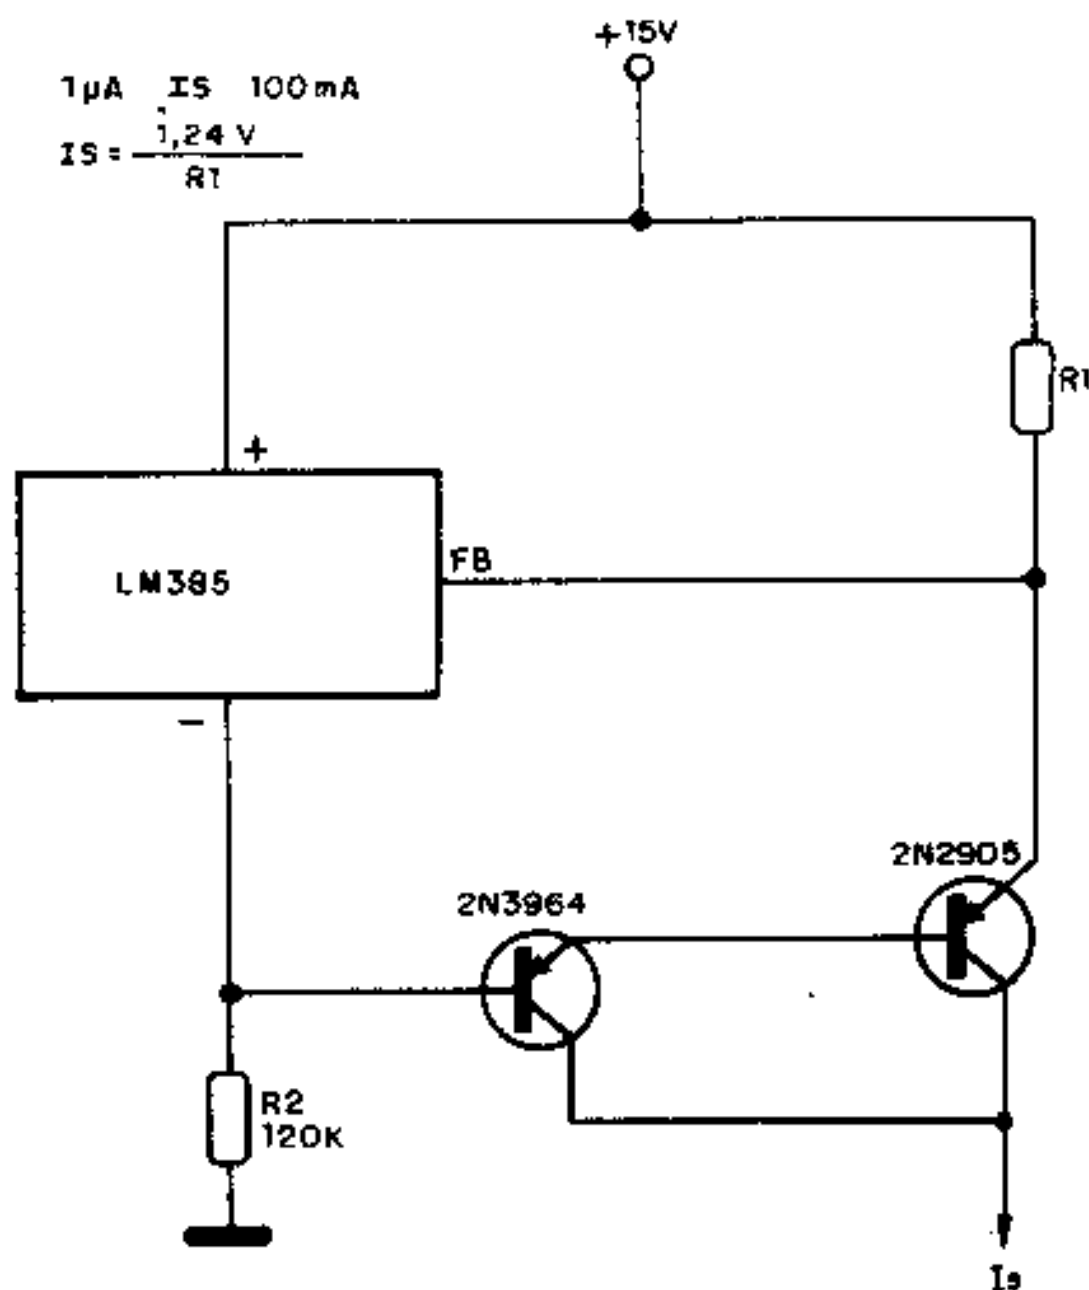 +15V
1µA IS 100mA
IS = 1,24 V
R1
R1
+
FB
LM385
−
2N2905
2N3964
R2
120K
Is